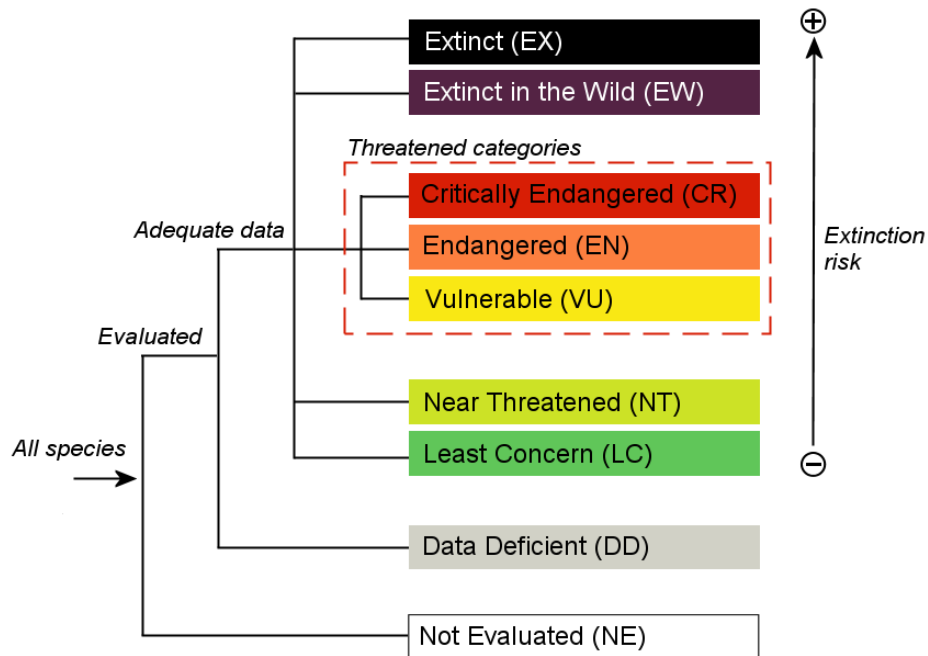 Extinct (EX)
Extinct in the Wild (EW)
Threatened categories
Critically Endangered (CR)
Adequate data
Endangered (EN)
Extinction
risk
Vulnerable (VU)
Evaluated
Near Threatened (NT)
All species
Least Concern (LC)
Data Deficient (DD)
Not Evaluated (NE)